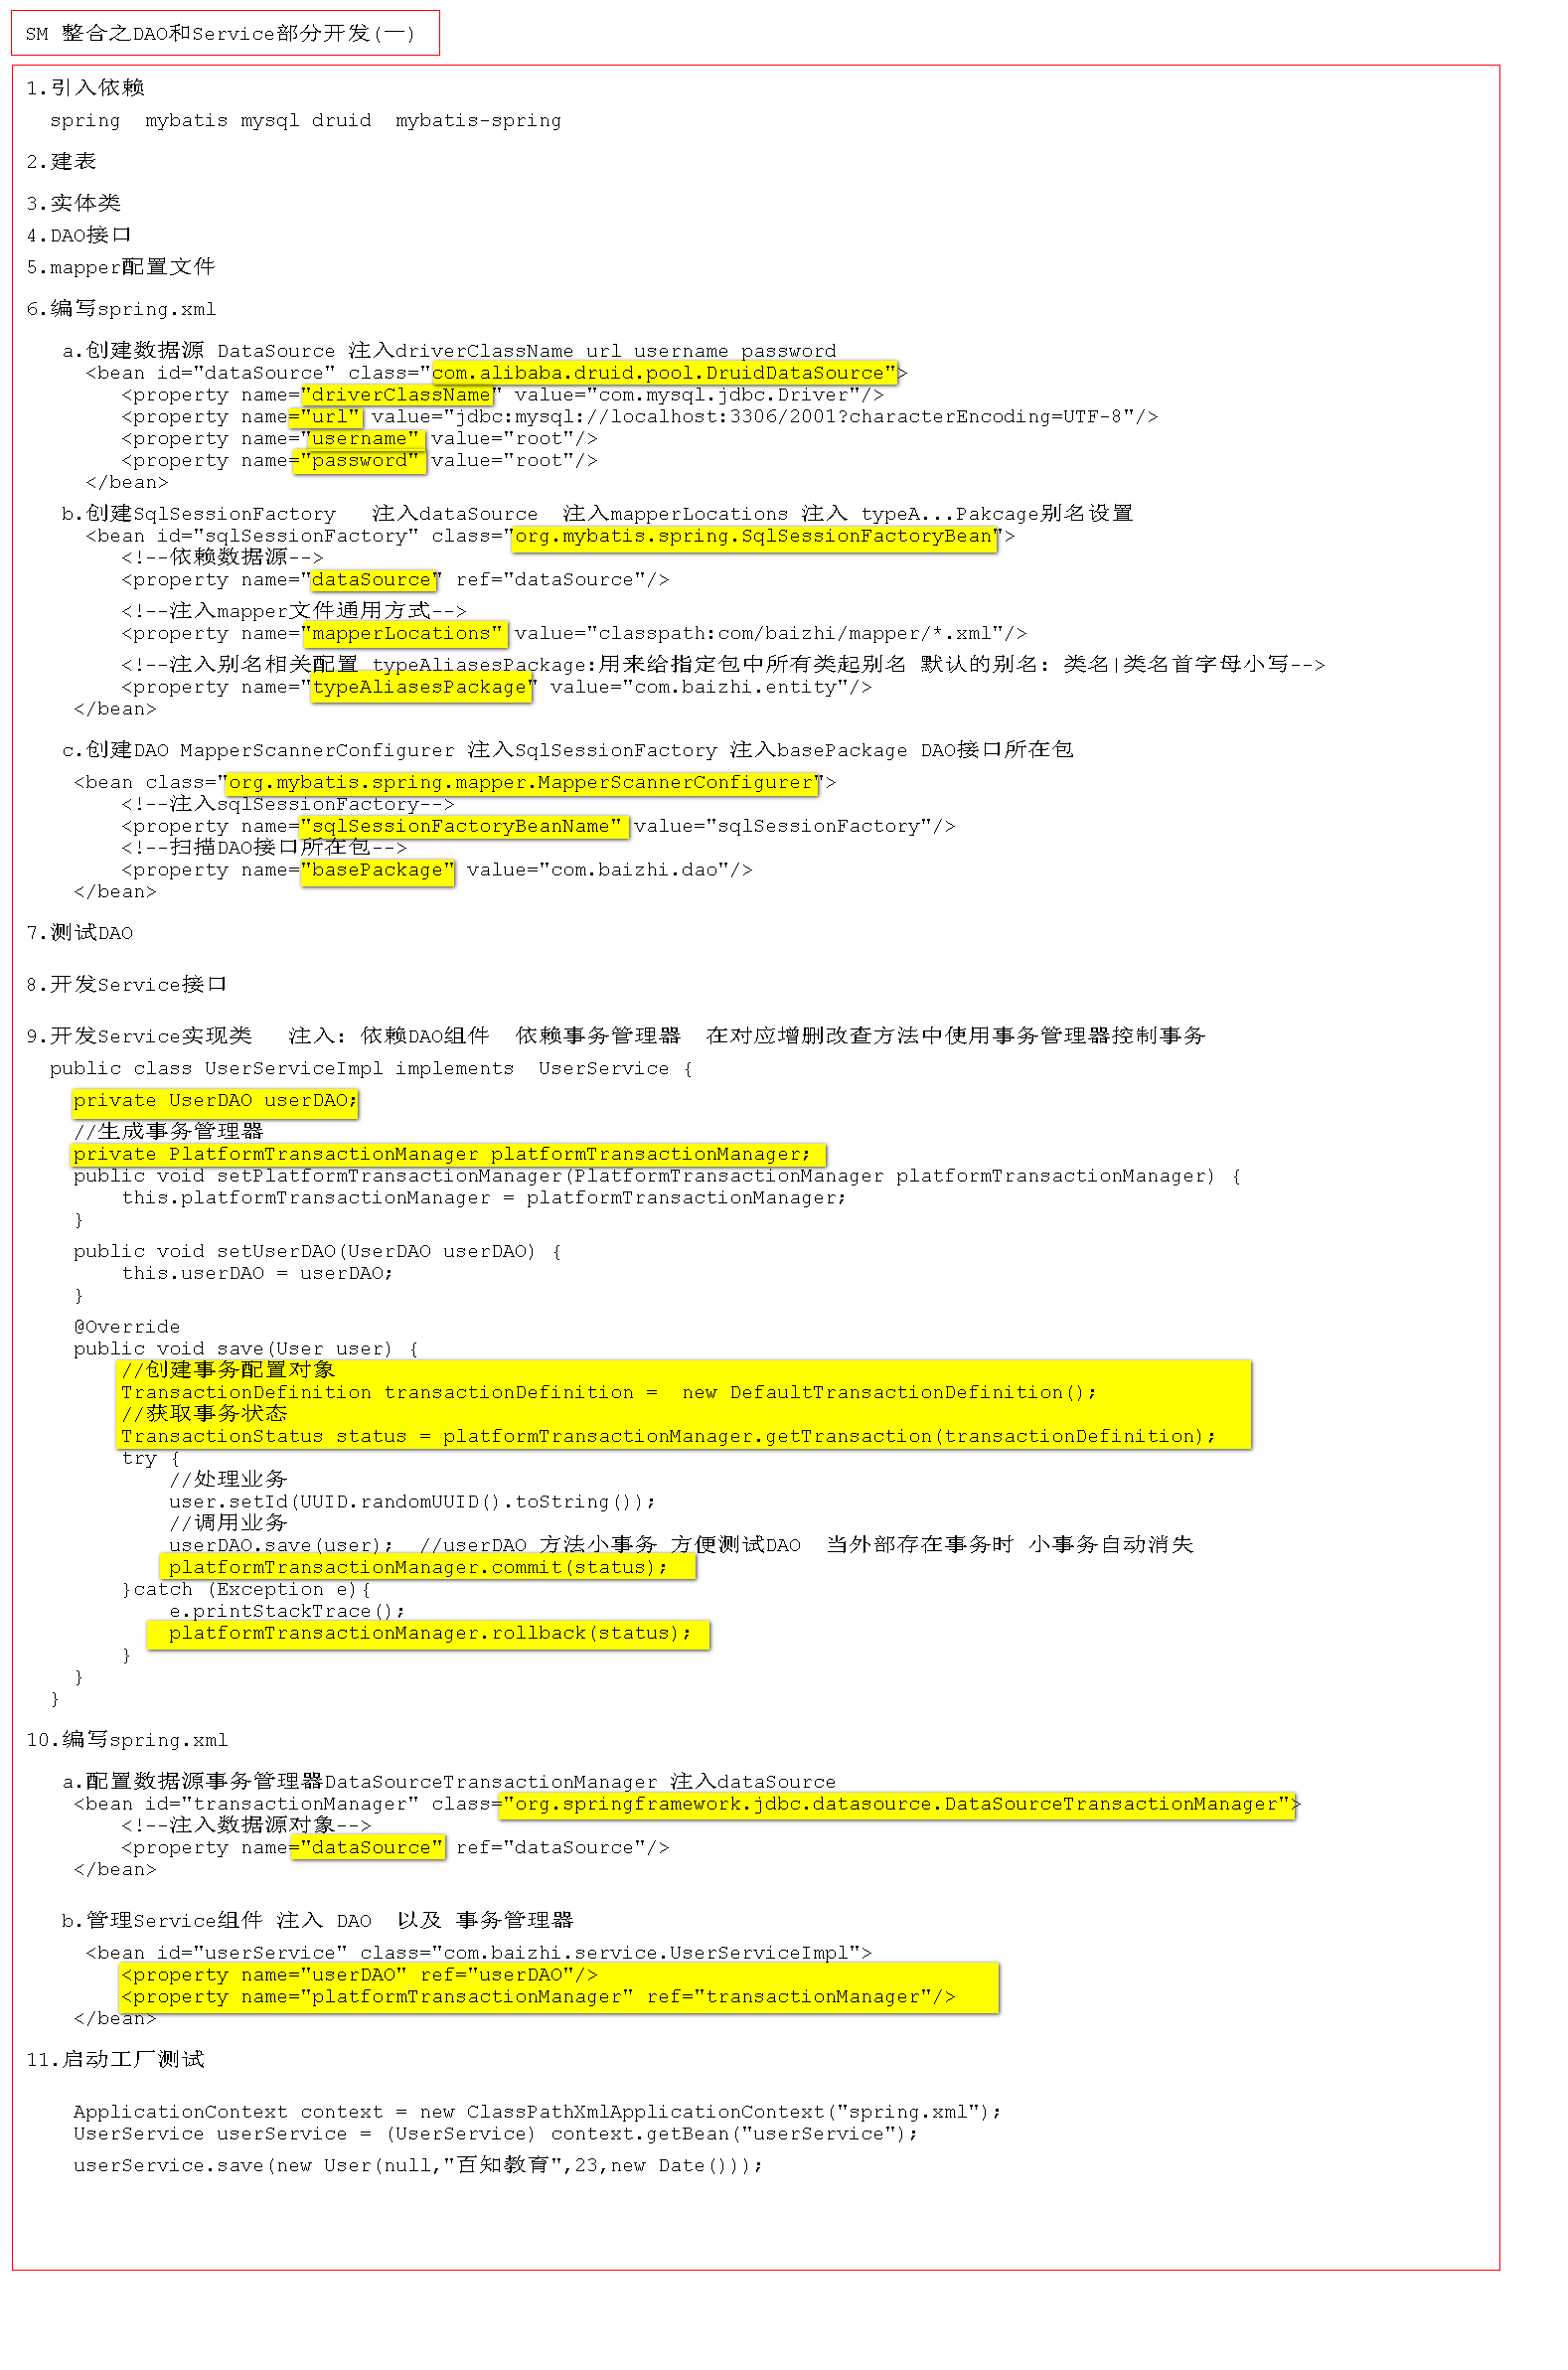 SM 整合之DAO和Service部分开发(一)
1.引入依赖
spring  mybatis mysql druid  mybatis-spring
2.建表
3.实体类
4.DAO接口
5.mapper配置文件
6.编写spring.xml
a.创建数据源 DataSource 注入driverClassName url username password
<bean id="dataSource" class="com.alibaba.druid.pool.DruidDataSource">
<property name="driverClassName" value="com.mysql.jdbc.Driver"/>
<property name="url" value="jdbc:mysql://localhost:3306/2001?characterEncoding=UTF-8"/>
<property name="username" value="root"/>
<property name="password" value="root"/>
</bean>
b.创建SqlSessionFactory   注入dataSource  注入mapperLocations 注入 typeA...Pakcage别名设置
<bean id="sqlSessionFactory" class="org.mybatis.spring.SqlSessionFactoryBean">
<!--依赖数据源-->
<property name="dataSource" ref="dataSource"/>
<!--注入mapper文件通用方式-->
<property name="mapperLocations" value="classpath:com/baizhi/mapper/*.xml"/>
<!--注入别名相关配置 typeAliasesPackage:用来给指定包中所有类起别名 默认的别名: 类名|类名首字母小写-->
<property name="typeAliasesPackage" value="com.baizhi.entity"/>
</bean>
c.创建DAO MapperScannerConfigurer 注入SqlSessionFactory 注入basePackage DAO接口所在包
<bean class="org.mybatis.spring.mapper.MapperScannerConfigurer">
<!--注入sqlSessionFactory-->
<property name="sqlSessionFactoryBeanName" value="sqlSessionFactory"/>
<!--扫描DAO接口所在包-->
<property name="basePackage" value="com.baizhi.dao"/>
</bean>
7.测试DAO
8.开发Service接口
9.开发Service实现类   注入: 依赖DAO组件  依赖事务管理器  在对应增删改查方法中使用事务管理器控制事务
public class UserServiceImpl implements  UserService {
private UserDAO userDAO;
//生成事务管理器
private PlatformTransactionManager platformTransactionManager;
public void setPlatformTransactionManager(PlatformTransactionManager platformTransactionManager) {
this.platformTransactionManager = platformTransactionManager;
}
public void setUserDAO(UserDAO userDAO) {
this.userDAO = userDAO;
}
@Override
public void save(User user) {
//创建事务配置对象
TransactionDefinition transactionDefinition =  new DefaultTransactionDefinition();
//获取事务状态
TransactionStatus status = platformTransactionManager.getTransaction(transactionDefinition);
try {
//处理业务
user.setId(UUID.randomUUID().toString());
//调用业务
userDAO.save(user);  //userDAO 方法小事务 方便测试DAO  当外部存在事务时 小事务自动消失
platformTransactionManager.commit(status);
}catch (Exception e){
e.printStackTrace();
platformTransactionManager.rollback(status);
}
}
}
10.编写spring.xml
a.配置数据源事务管理器DataSourceTransactionManager 注入dataSource
<bean id="transactionManager" class="org.springframework.jdbc.datasource.DataSourceTransactionManager">
<!--注入数据源对象-->
<property name="dataSource" ref="dataSource"/>
</bean>
b.管理Service组件 注入 DAO  以及 事务管理器
<bean id="userService" class="com.baizhi.service.UserServiceImpl">
<property name="userDAO" ref="userDAO"/>
<property name="platformTransactionManager" ref="transactionManager"/>
</bean>
11.启动工厂测试
ApplicationContext context = new ClassPathXmlApplicationContext("spring.xml");
UserService userService = (UserService) context.getBean("userService");
userService.save(new User(null,"百知教育",23,new Date()));